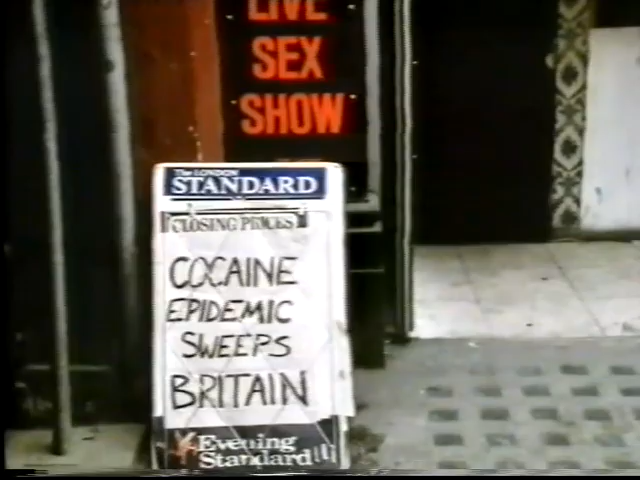 LIVE
SEX
SHOW
The LONDON
STANDARD
CLOSING PRICES
COCAINE
EPIDEMIC
SWEEPS
BRITAIN
Evening
Standard